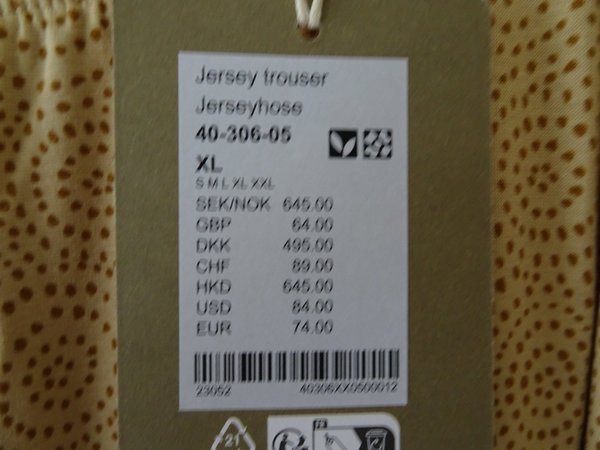 Jersey trouser
Jerseyhose
40-306-05
XL
S M L XL XXL
SEK/NOK 645.00
GBP 64.00
DKK 495.00
CHF 89.00
HKD 645.00
USD 84.00
EUR 74.00
23052 40306XX0500012
21
FR